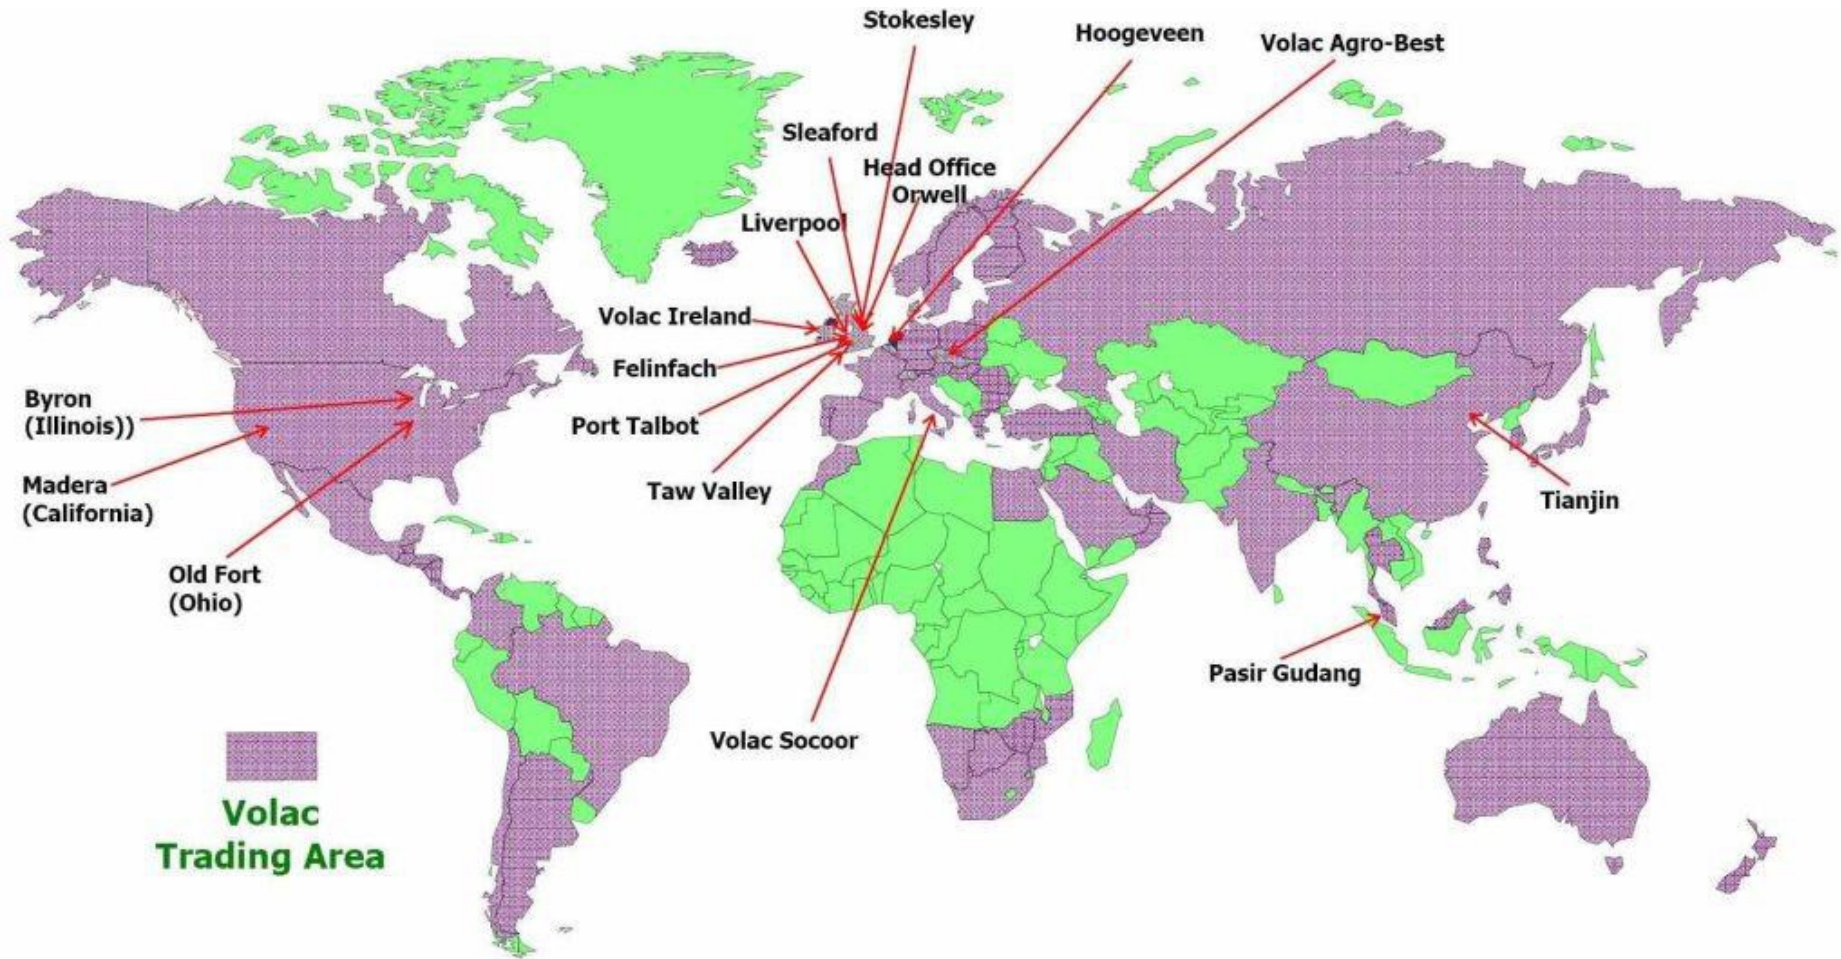 Stokesley
Hoogeveen
Volac Agro-Best
Sleaford
Head Office
Orwell
Liverpool
Volac Ireland
Felinfach
Port Talbot
Taw Valley
Byron
(Illinois))
Madera
(California)
Old Fort
(Ohio)
Tianjin
Pasir Gudang
Volac Socoor
Volac
Trading Area